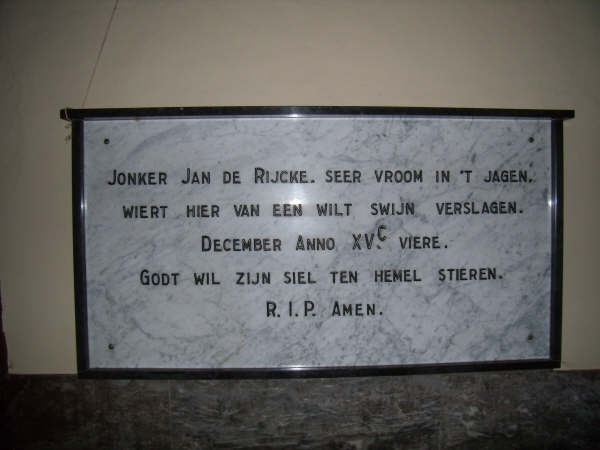 Jonker Jan de Rijcke. seer vroom in 't jagen.
wiert hier van een wilt swijn verslagen.
December Anno XV.C viere.
Godt wil zijn siel ten hemel stieren.
R.I.P. Amen.